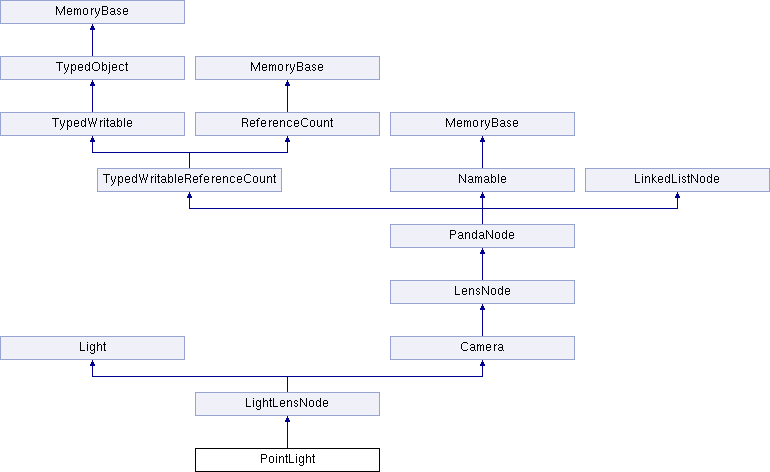 MemoryBase
TypedObject
MemoryBase
TypedWritable
ReferenceCount
MemoryBase
TypedWritableReferenceCount
Namable
LinkedListNode
PandaNode
LensNode
Light
Camera
LightLensNode
PointLight